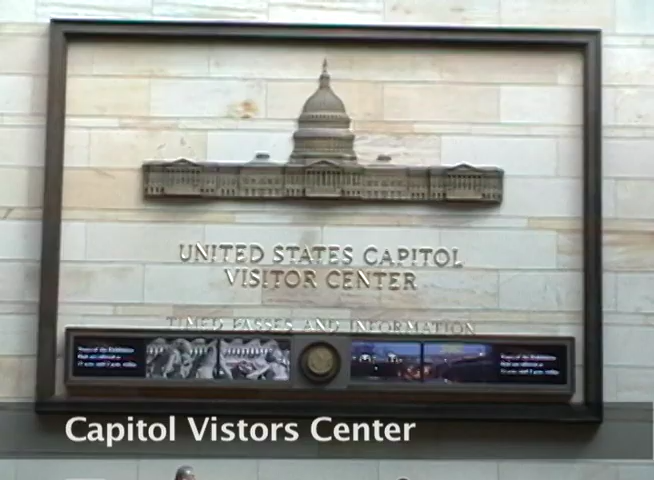 UNITED STATES CAPITOL
VISITOR CENTER
TIMED PASSES AND INFORMATION
Capitol Vistors Center